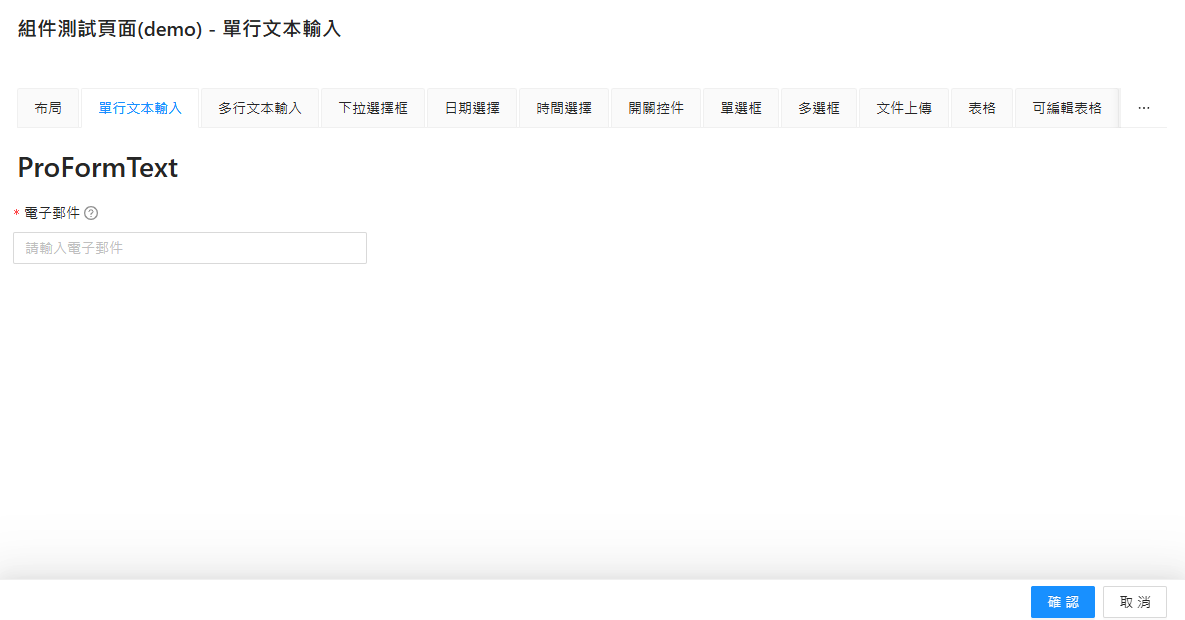 組件測試頁面(demo) - 單行文本輸入
布局 單行文本輸入 多行文本輸入 下拉選擇框 日期選擇 時間選擇 開關控件 單選框 多選框 文件上傳 表格 可編輯表格 ···
ProFormText
* 電子郵件 ?
請輸入電子郵件
確 認 取 消